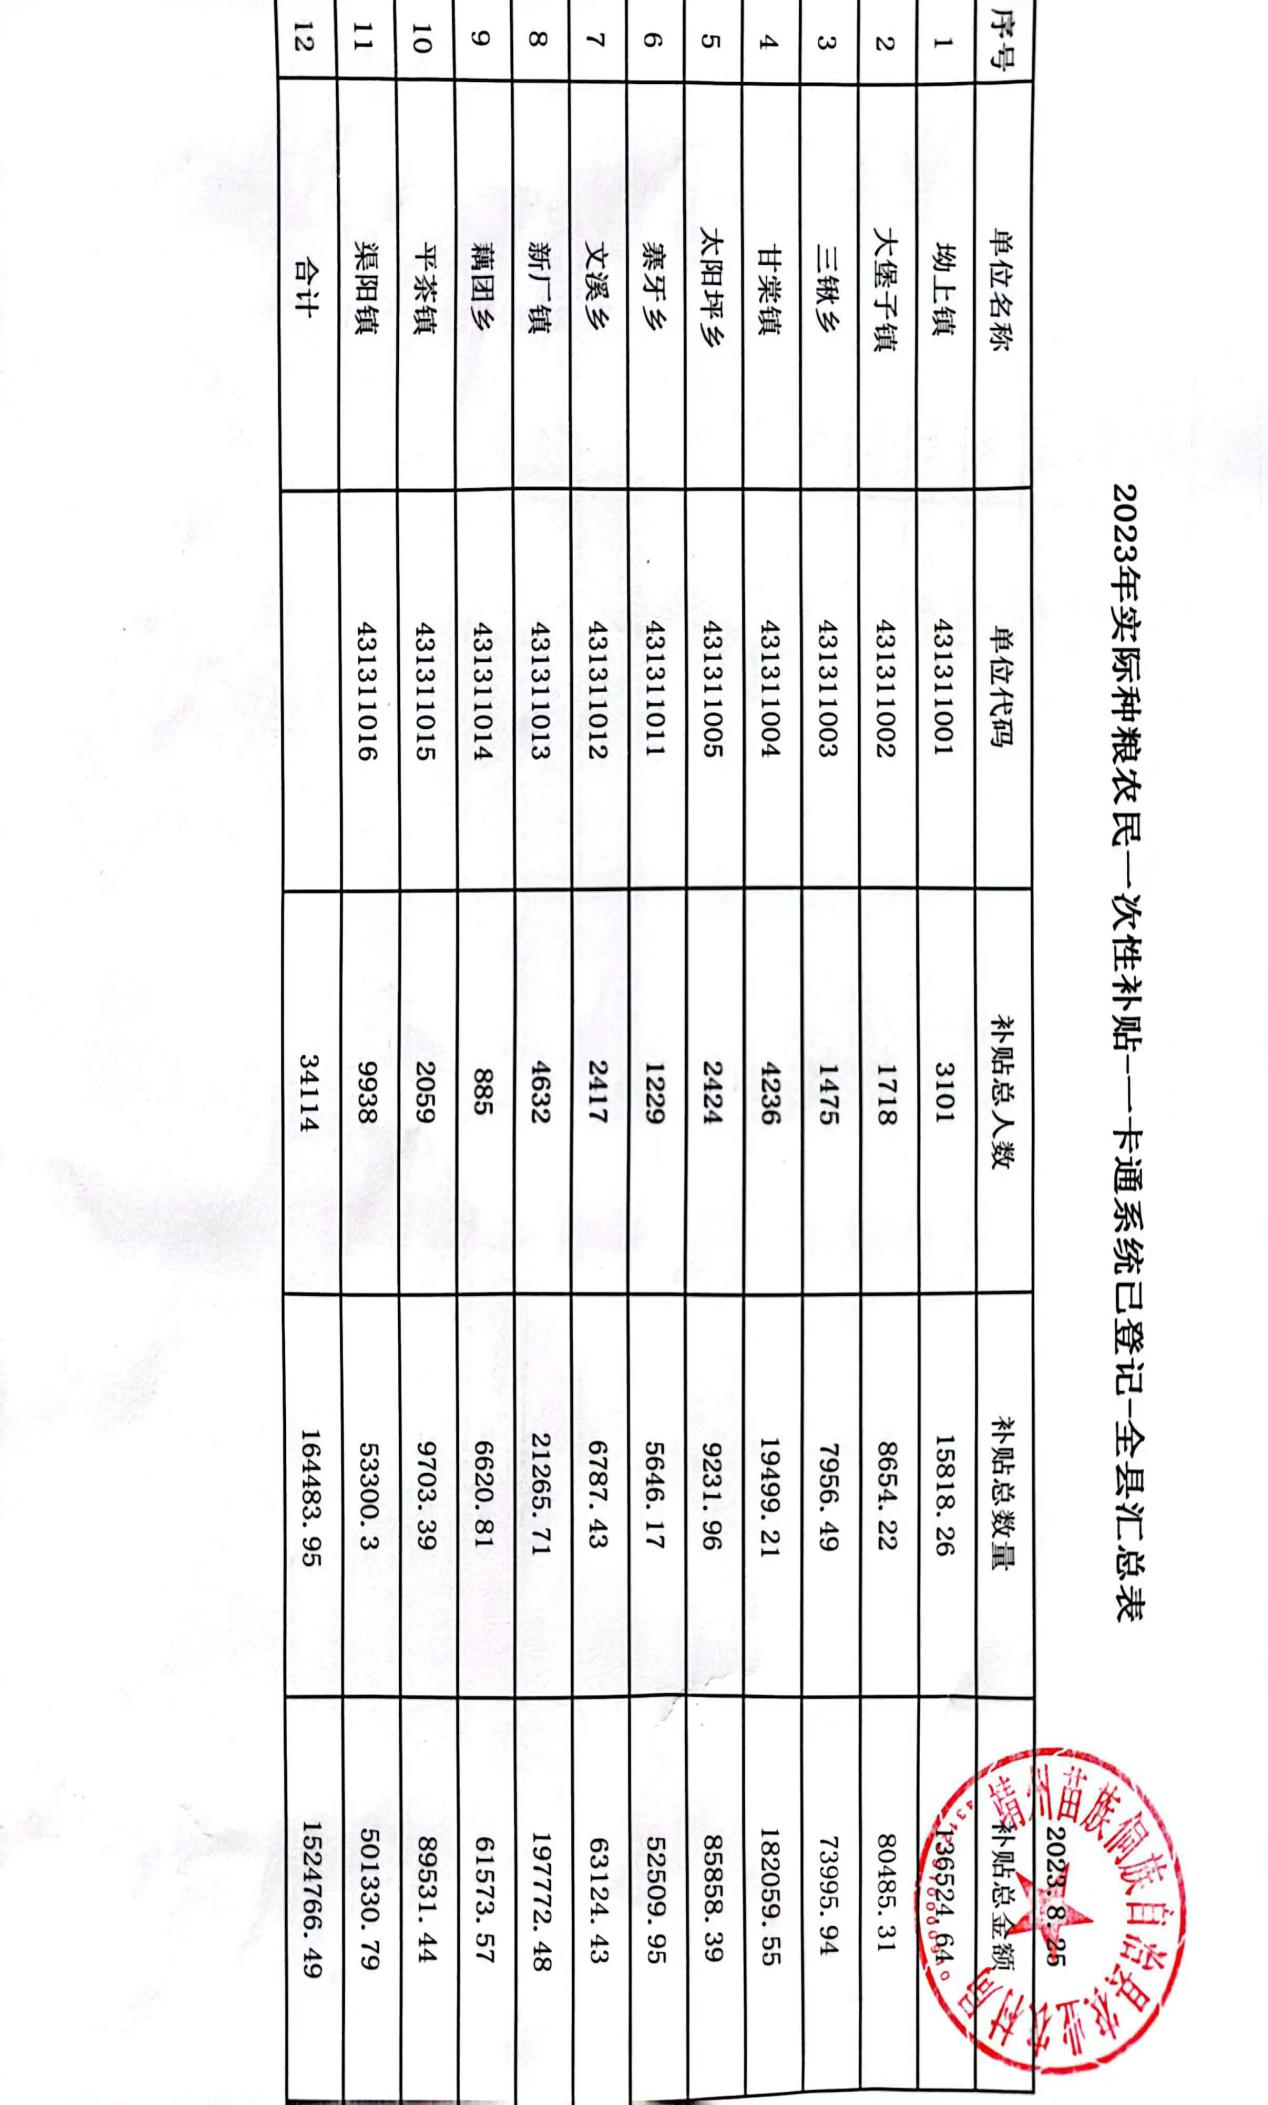 2023年实际种粮农民一次性补贴-一卡通系统已登记-全县汇总表
2023.8.25
序号 单位名称 单位代码 补贴总人数 补贴总数量 补贴总金额
1 坳上镇 431311001 3101 15818.26 136524.64
2 大堡子镇 431311002 1718 8654.22 80485.31
3 三锹乡 431311003 1475 7956.49 73995.94
4 甘棠镇 431311004 4236 19499.21 182059.55
5 太阳坪乡 431311005 2424 9231.96 85858.39
6 寨牙乡 431311011 1229 5646.17 52509.95
7 文溪乡 431311012 2417 6787.43 63124.43
8 新厂镇 431311013 4632 21265.71 197772.48
9 藕团乡 431311014 885 6620.81 61573.57
10 平茶镇 431311015 2059 9703.39 89531.44
11 渠阳镇 431311016 9938 53300.3 501330.79
12 合计 34114 164483.95 1524766.49
靖州苗族侗族自治县农业农村局